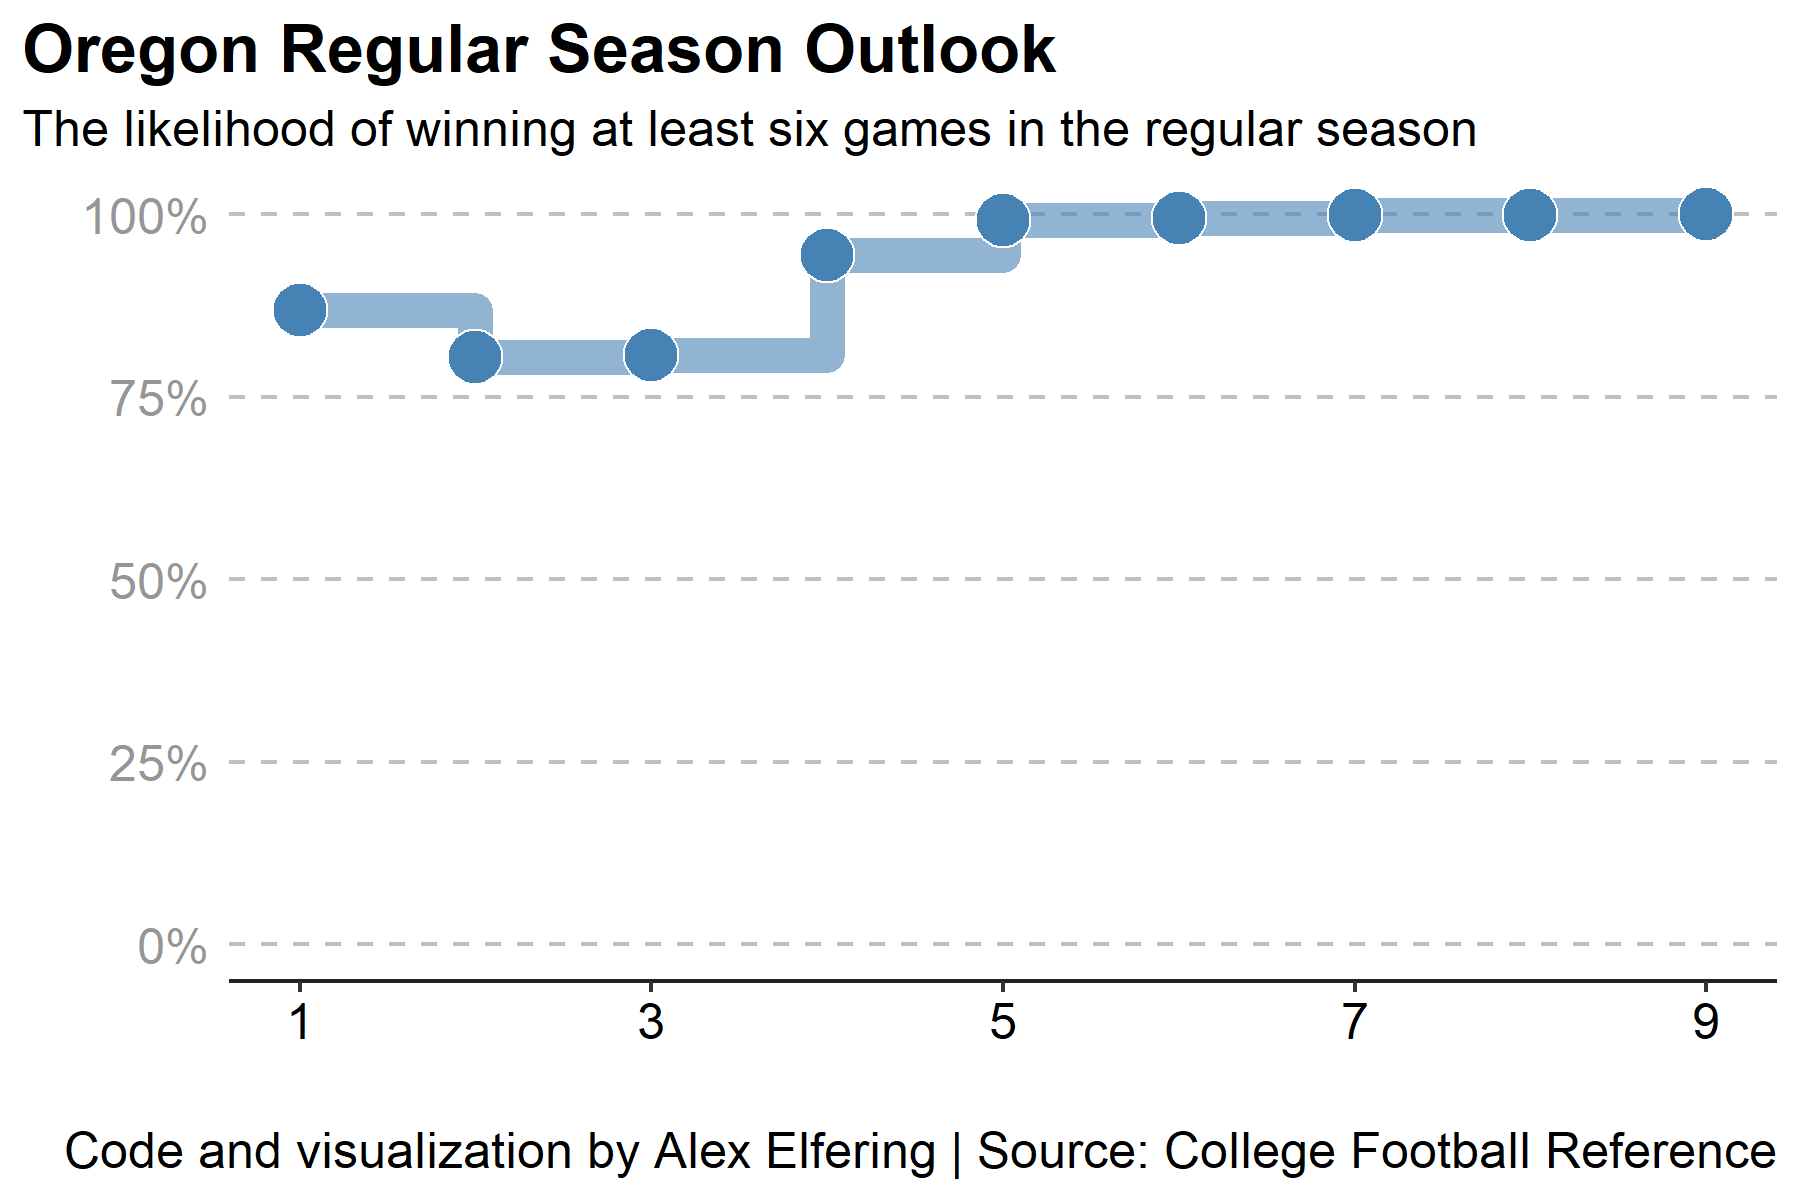 Oregon Regular Season Outlook
The likelihood of winning at least six games in the regular season
100%
75%
50%
25%
0%
1 3 5 7 9
Code and visualization by Alex Elfering | Source: College Football Reference